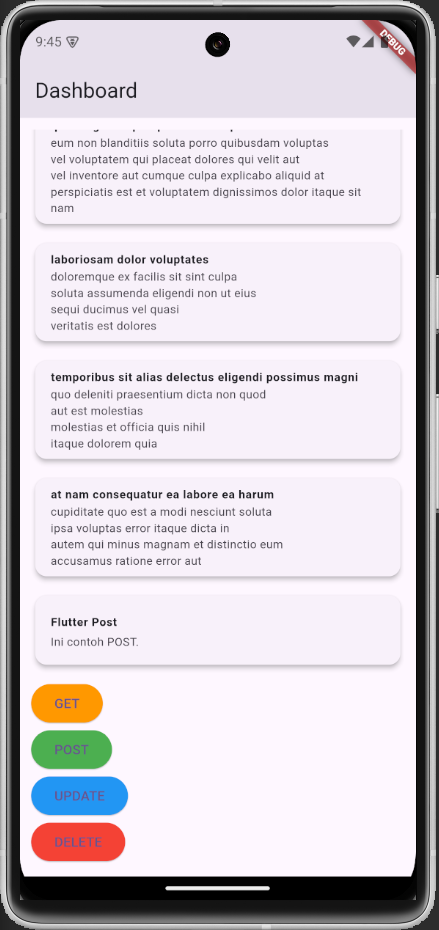 9:45
DEBUG
Dashboard
eum non blanditiis soluta porro quibusdam voluptas
vel voluptatem qui placeat dolores qui velit aut
vel inventore aut cumque culpa explicabo aliquid at
perspiciatis est et voluptatem dignissimos dolor itaque sit
nam
laboriosam dolor voluptates
doloremque ex facilis sit sint culpa
soluta assumenda eligendi non ut eius
sequi ducimus vel quasi
veritatis est dolores
temporibus sit alias delectus eligendi possimus magni
quo deleniti praesentium dicta non quod
aut est molestias
molestias et officia quis nihil
itaque dolorem quia
at nam consequatur ea labore ea harum
cupiditate quo est a modi nesciunt soluta
ipsa voluptas error itaque dicta in
autem qui minus magnam et distinctio eum
accusamus ratione error aut
Flutter Post
Ini contoh POST.
GET
POST
UPDATE
DELETE